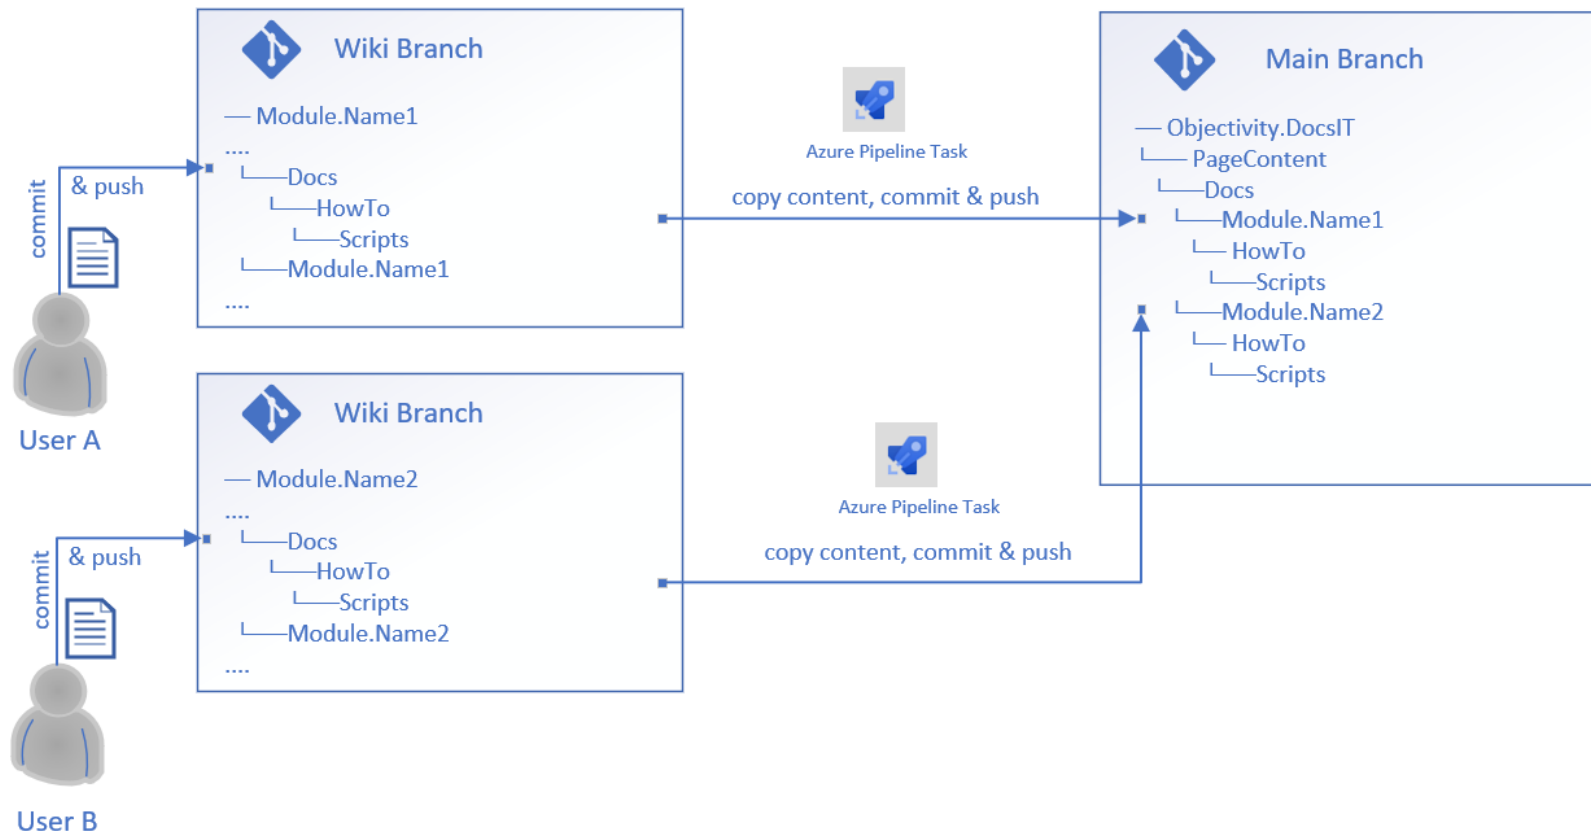 Wiki Branch
Module.Name1
....
Docs
HowTo
Scripts
Module.Name1
....
commit
& push
User A
Wiki Branch
Module.Name2
....
Docs
HowTo
Scripts
Module.Name2
....
commit
& push
User B
Azure Pipeline Task
copy content, commit & push
Azure Pipeline Task
copy content, commit & push
Main Branch
Objectivity.DocsIT
PageContent
Docs
Module.Name1
HowTo
Scripts
Module.Name2
HowTo
Scripts